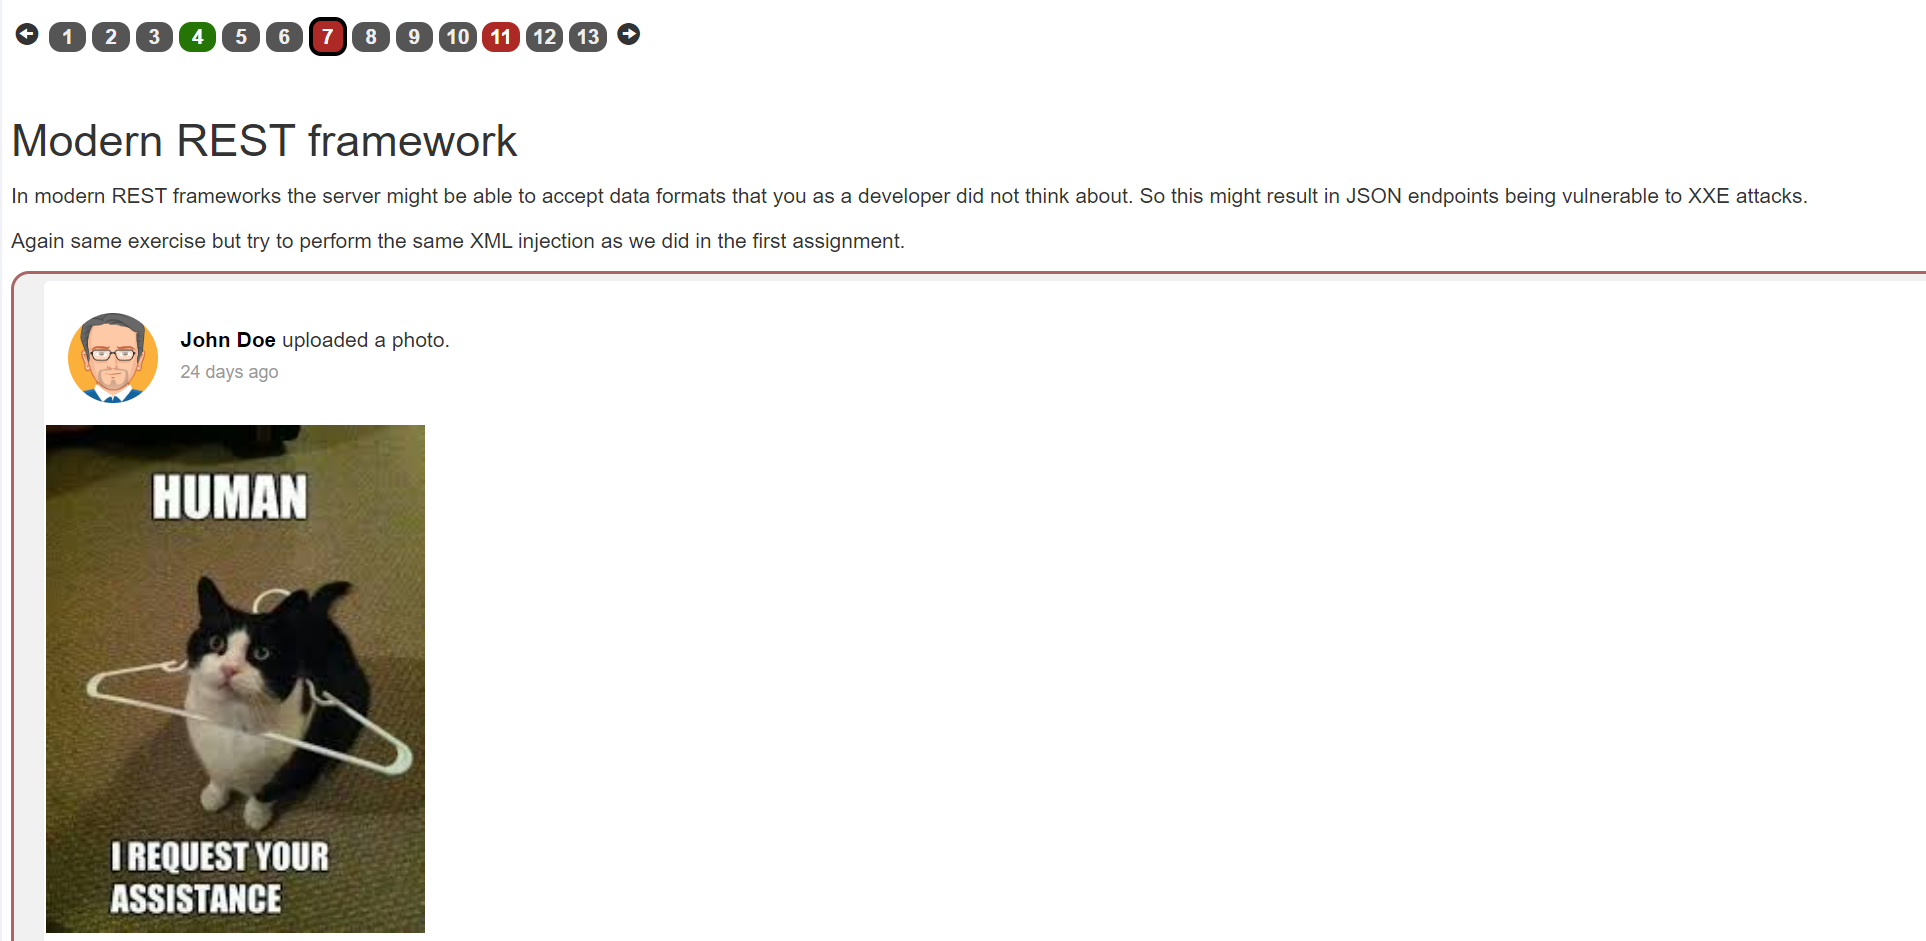 1 2 3 4 5 6 7 8 9 10 11 12 13
Modern REST framework
In modern REST frameworks the server might be able to accept data formats that you as a developer did not think about. So this might result in JSON endpoints being vulnerable to XXE attacks.
Again same exercise but try to perform the same XML injection as we did in the first assignment.
John Doe uploaded a photo.
24 days ago
HUMAN
I REQUEST YOUR
ASSISTANCE